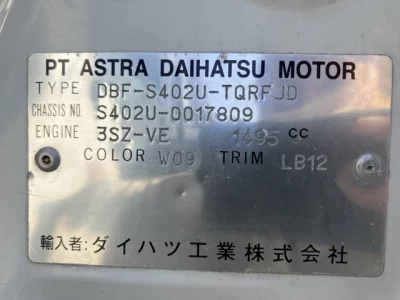 PT ASTRA DAIHATSU MOTOR
TYPE DBF-S402U-TQRFJD
CHASSIS NO. S402U-0017809
ENGINE 3SZ-VE 1495 CC
COLOR W09 TRIM LB12
輸入者:ダイハツ工業株式会社